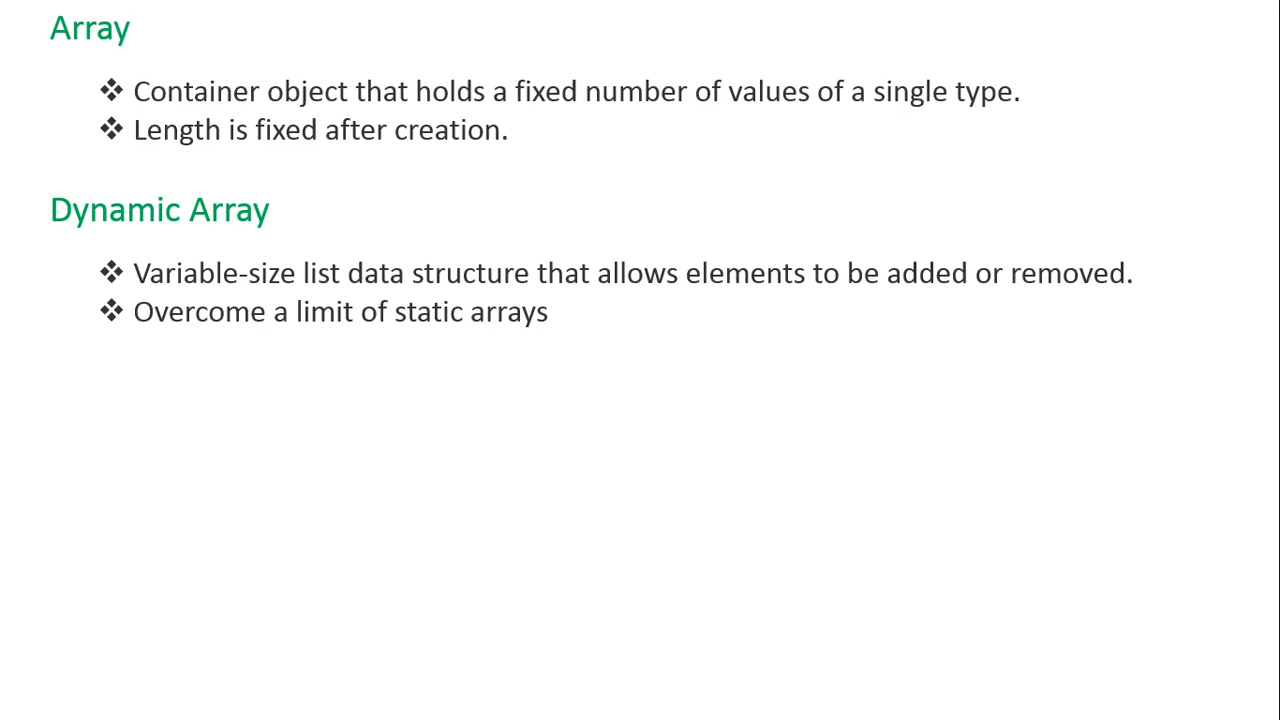 Array
❖ Container object that holds a fixed number of values of a single type.
❖ Length is fixed after creation.
Dynamic Array
❖ Variable-size list data structure that allows elements to be added or removed.
❖ Overcome a limit of static arrays